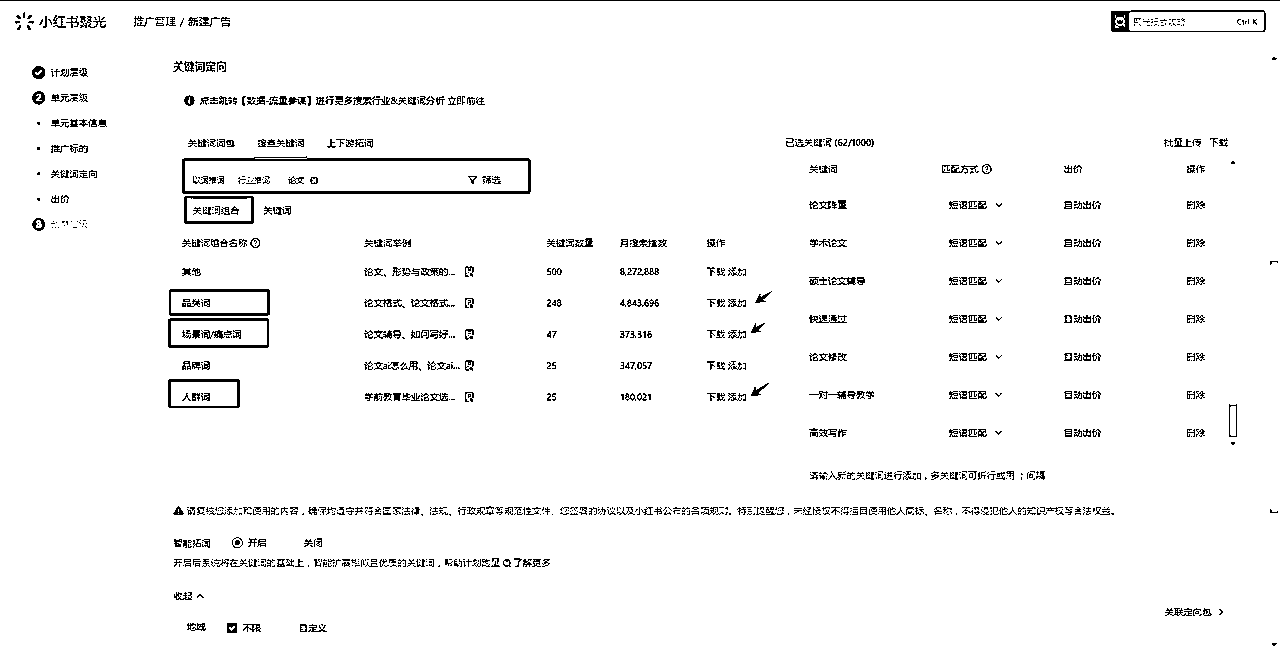 小红书聚光 推广管理 / 新建广告
Ctrl K
计划层级
2 单元层级
单元基本信息
推广标的
关键词定向
出价
3
关键词定向
点击跳转【数据-流量参谋】进行更多搜索行业&关键词分析 立即前往
关键词词包 搜查关键词 上下游拓词
以词推词 行业推词 论文 筛选
关键词组合 关键词
关键词组合名称 关键词举例 关键词数量 月搜索指数 操作
其他 论文、形势与政策的... 500 8,272,888 下载 添加
品类词 论文格式、论文格式... 248 4,843,696 下载 添加
场景词/痛点词 论文辅导、如何写好... 47 373,316 下载 添加
品牌词 论文ai怎么用、论文ai... 25 347,057 下载 添加
人群词 学前教育毕业论文选... 25 180,021 下载 添加
已选关键词 (62/1000) 批量上传 下载
关键词 匹配方式 出价 操作
论文降重 短语匹配 自动出价 删除
学术论文 短语匹配 自动出价 删除
硕士论文辅导 短语匹配 自动出价 删除
快速通过 短语匹配 自动出价 删除
论文修改 短语匹配 自动出价 删除
一对一辅导教学 短语匹配 自动出价 删除
高效写作 短语匹配 自动出价 删除
请输入新的关键词进行添加，多关键词可换行或用 ; 间隔
请复核您添加和使用的内容，确保均遵守并符合国家法律、法规、行政规章等规范性文件、您签署的协议以及小红书公布的各项规则。特别提醒您，未经授权不得擅自使用他人商标、名称，不得侵犯他人的知识产权等合法权益。
智能拓词 开启 关闭
开启后系统将在关键词的基础上，智能扩展相似且优质的关键词，帮助计划跑量 了解更多
收起
地域 不限 自定义
关联定向包